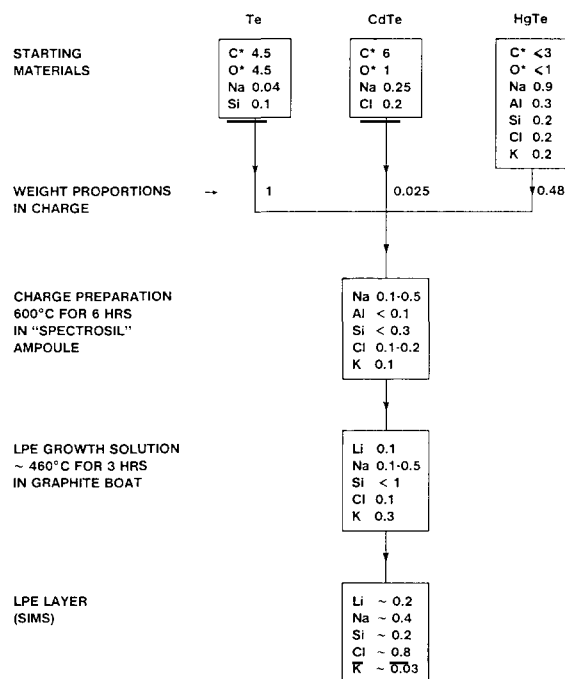 Te CdTe HgTe
STARTING
MATERIALS
C* 4.5
O* 4.5
Na 0.04
Si 0.1
C* 6
O* 1
Na 0.25
Cl 0.2
C* ⩽3
O* ⩽1
Na 0.9
Al 0.3
Si 0.2
Cl 0.2
K 0.2
WEIGHT PROPORTIONS → 1 0.025 0.48
IN CHARGE
CHARGE PREPARATION
600°C FOR 6 HRS
IN "SPECTROSIL"
AMPOULE
Na 0.1-0.5
Al < 0.1
Si < 0.3
Cl 0.1-0.2
K 0.1
LPE GROWTH SOLUTION
~ 460°C FOR 3 HRS
IN GRAPHITE BOAT
Li 0.1
Na 0.1-0.5
Si < 1
Cl 0.1
K 0.3
LPE LAYER
(SIMS)
Li ~ 0.2
Na ~ 0.4
Si ~ 0.2
Cl ~ 0.8
K ~ 0.03